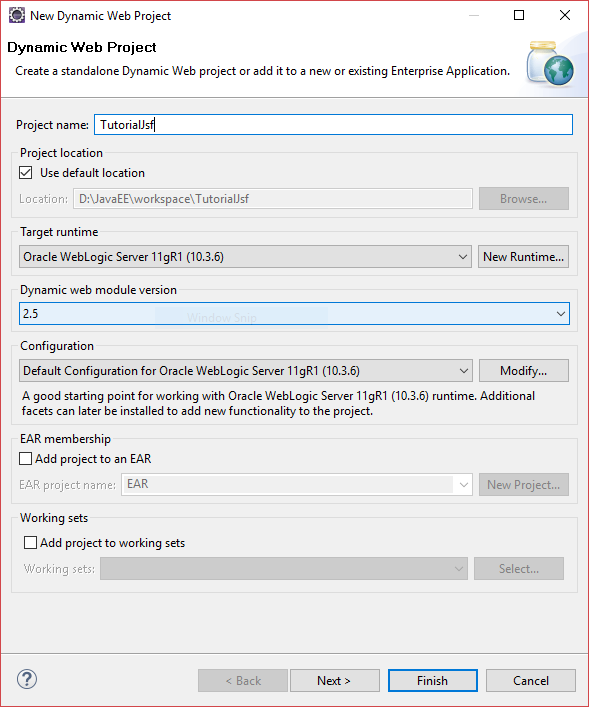 New Dynamic Web Project
Dynamic Web Project
Create a standalone Dynamic Web project or add it to a new or existing Enterprise Application.
Project name: TutorialJsf
Project location
Use default location
Location: D:\JavaEE\workspace\TutorialJsf Browse...
Target runtime
Oracle WebLogic Server 11gR1 (10.3.6) New Runtime...
Dynamic web module version
2.5 Window Snip
Configuration
Default Configuration for Oracle WebLogic Server 11gR1 (10.3.6) Modify...
A good starting point for working with Oracle WebLogic Server 11gR1 (10.3.6) runtime. Additional
facets can later be installed to add new functionality to the project.
EAR membership
Add project to an EAR
EAR project name: EAR New Project...
Working sets
Add project to working sets
Working sets: Select...
? < Back Next > Finish Cancel